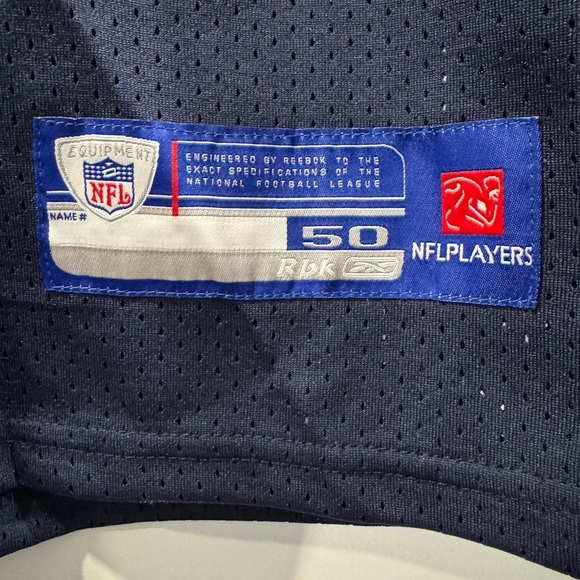 EQUIPMENT
NFL
NAME #
ENGINEERED BY REEBOK TO THE
EXACT SPECIFICATIONS OF THE
NATIONAL FOOTBALL LEAGUE
50
Rbk
NFLPLAYERS